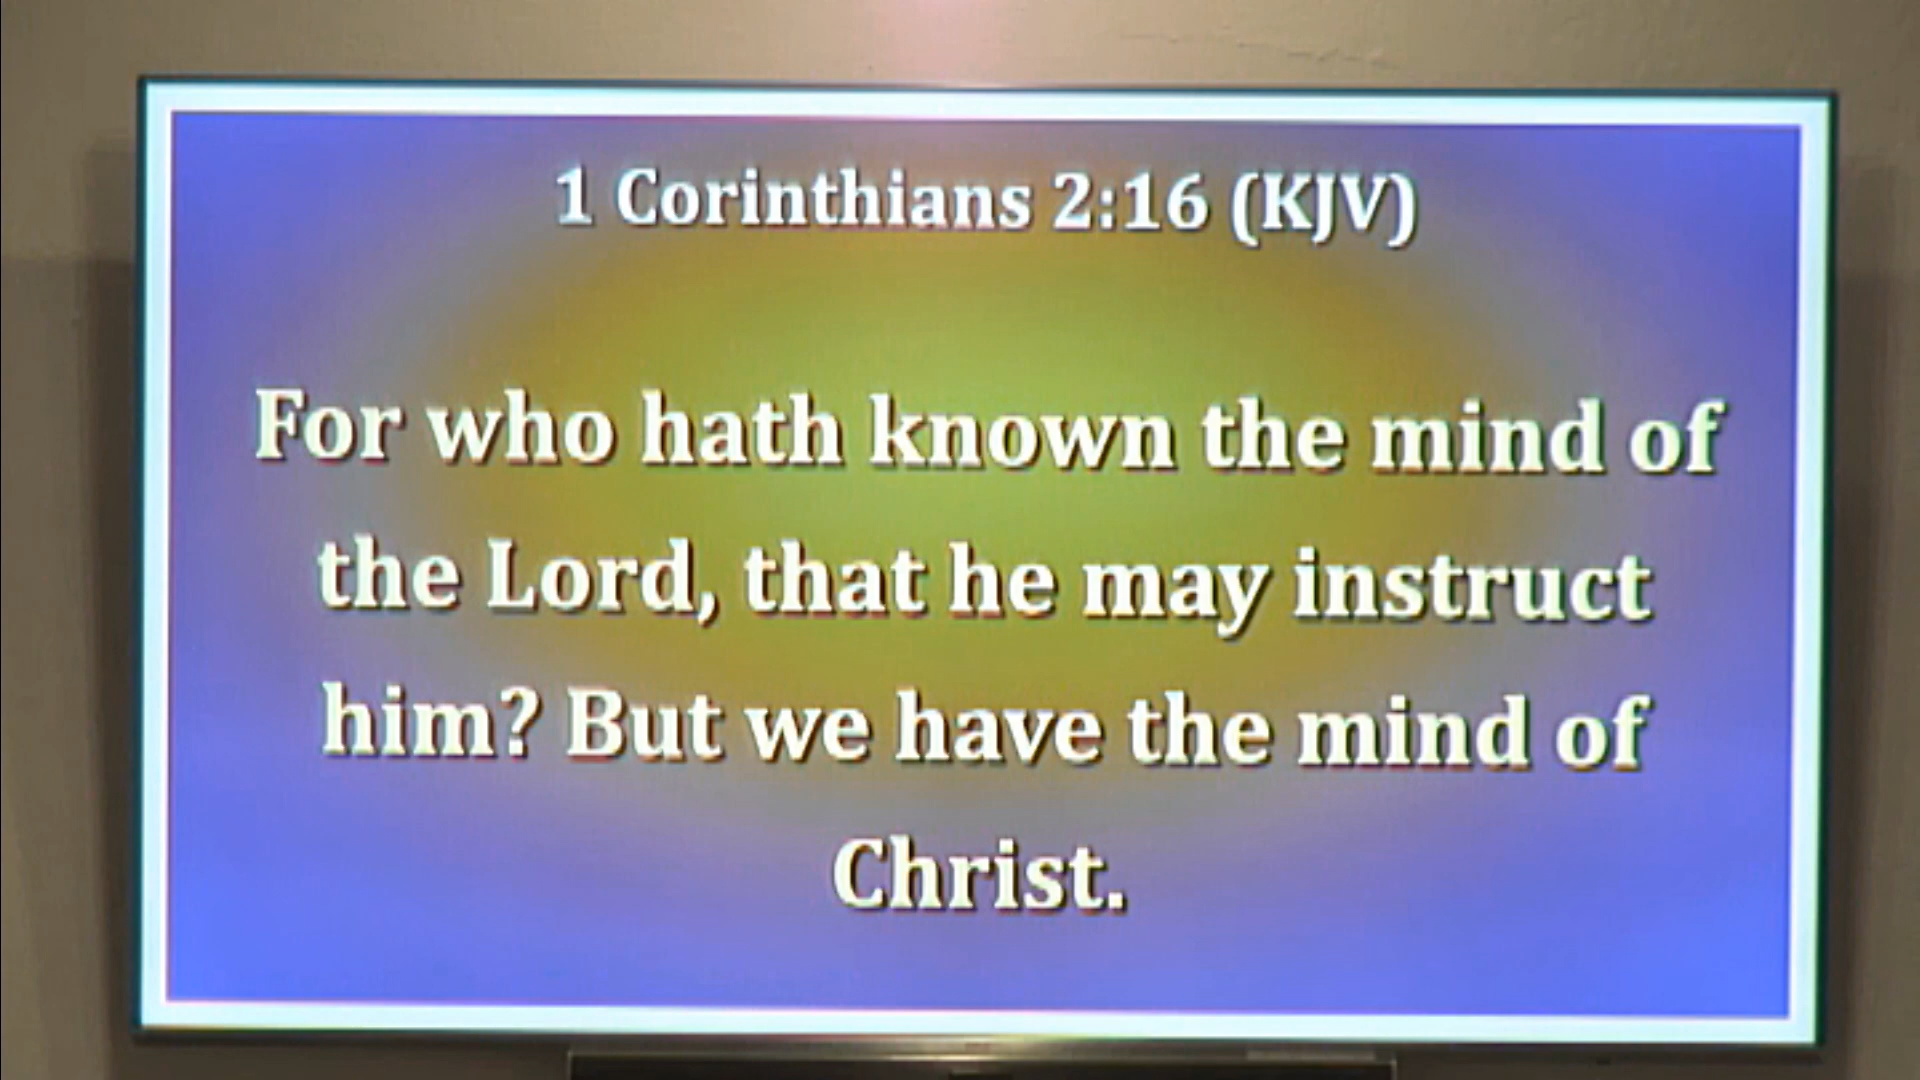 1 Corinthians 2:16 (KJV)
For who hath known the mind of
the Lord, that he may instruct
him? But we have the mind of
Christ.